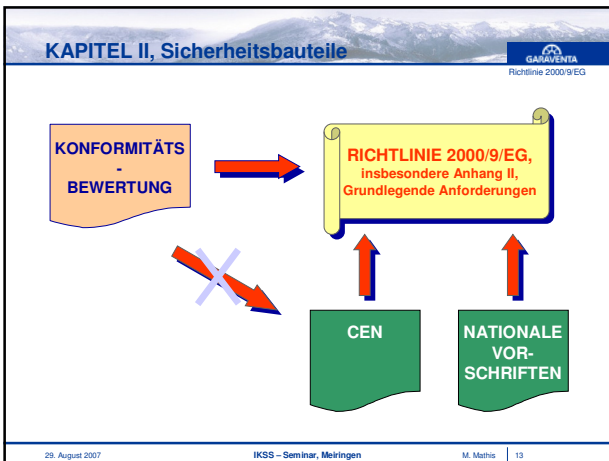 KAPITEL II, Sicherheitsbauteile
GARAVENTA
Richtlinie 2000/9/EG
KONFORMITÄTS
-
BEWERTUNG
RICHTLINIE 2000/9/EG,
insbesondere Anhang II,
Grundlegende Anforderungen
CEN
NATIONALE
VOR-
SCHRIFTEN
29. August 2007
IKSS – Seminar, Meiringen
M. Mathis
13